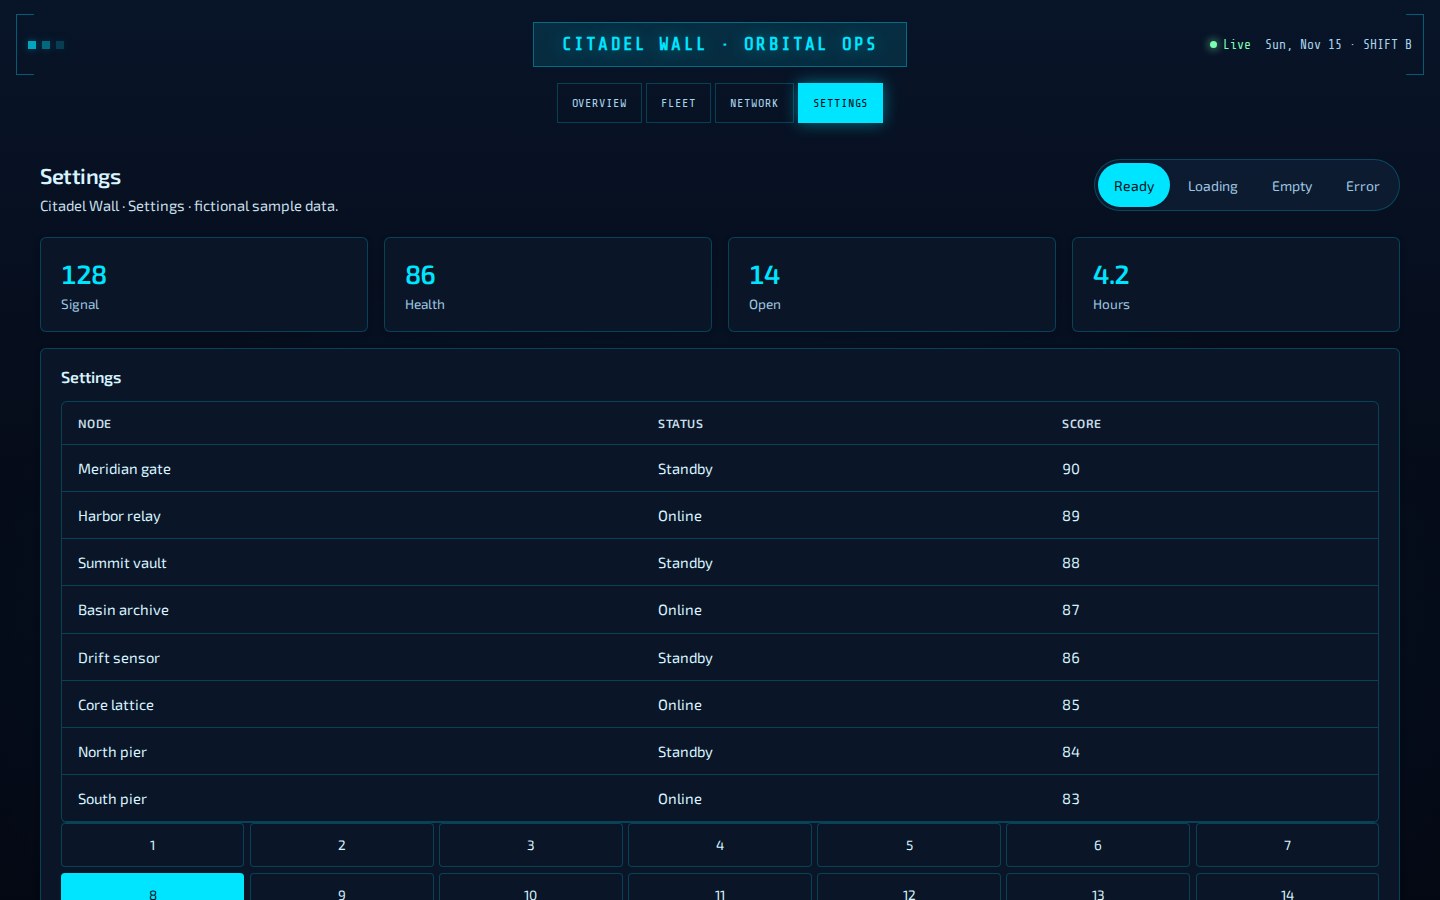 CITADEL WALL · ORBITAL OPS
Live Sun, Nov 15 · SHIFT B
OVERVIEW FLEET NETWORK SETTINGS
Settings
Citadel Wall · Settings · fictional sample data.
Ready Loading Empty Error
128 86 14 4.2
Signal Health Open Hours
Settings
NODE STATUS SCORE
Meridian gate Standby 90
Harbor relay Online 89
Summit vault Standby 88
Basin archive Online 87
Drift sensor Standby 86
Core lattice Online 85
North pier Standby 84
South pier Online 83
1 2 3 4 5 6 7
8 9 10 11 12 13 14